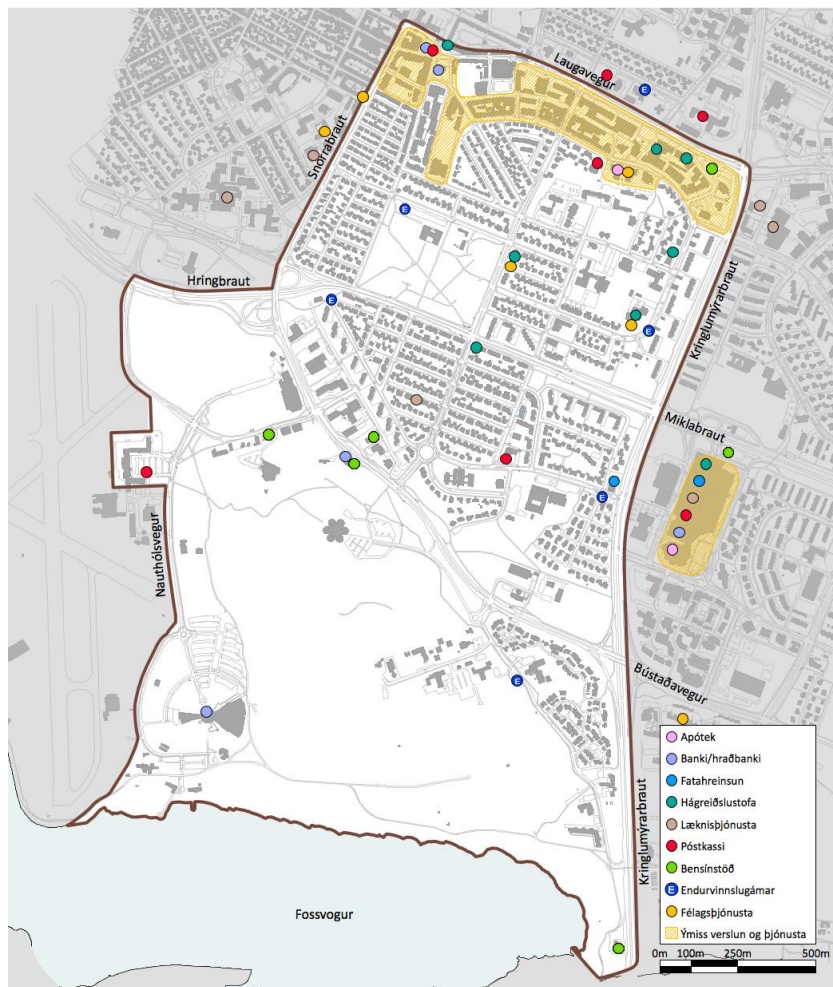 Laugavegur
Snorrabraut
Hringbraut
Kringlumýrarbraut
Miklabraut
Nauthólsvegur
Bústaðavegur
Kringlumýrarbraut
Fossvogur
E
E
E
E
E
E
Apótek
Banki/hraðbanki
Fatahreinsun
Hágreiðslustofa
Læknisþjónusta
Póstkassi
Bensínstöð
E Endurvinnslugámar
Félagsþjónusta
Ýmiss verslun og þjónusta
0m 100m 250m 500m